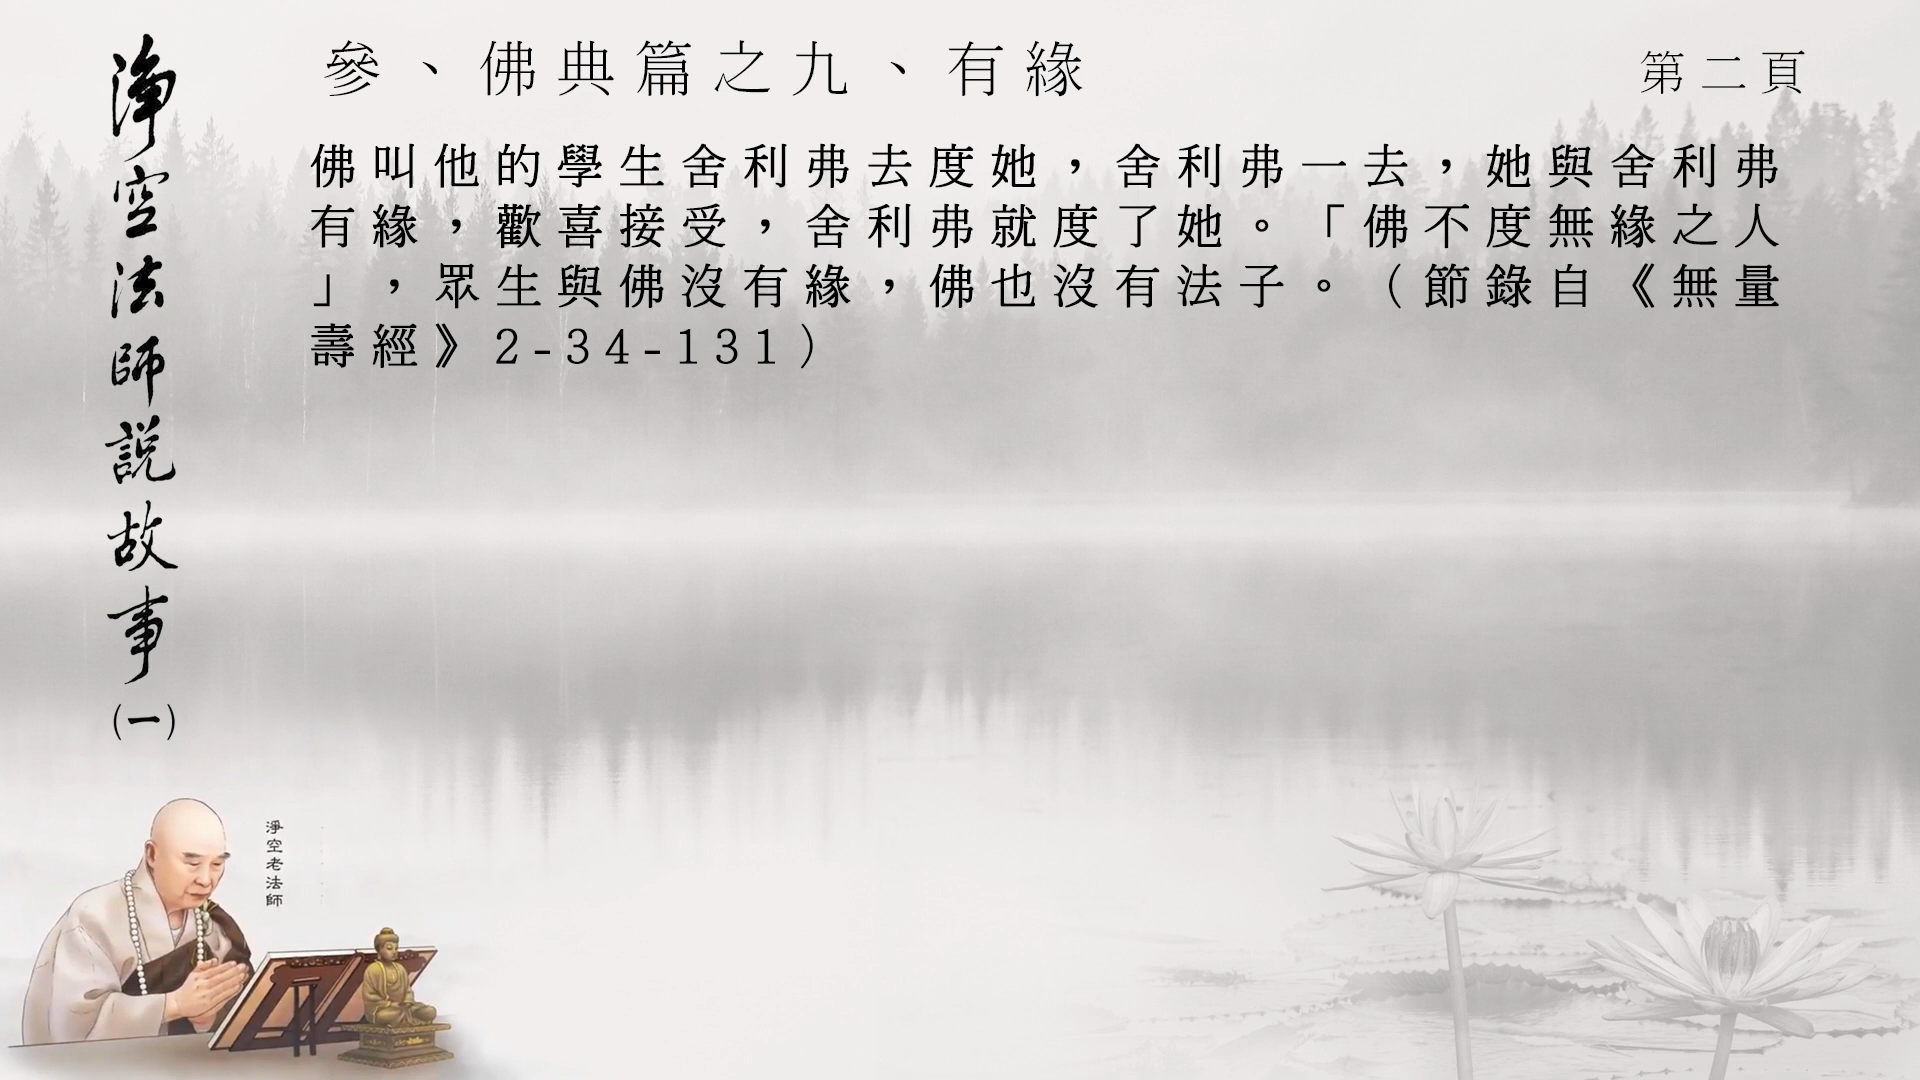 淨空法師說故事(一)
參、佛典篇之九、有緣
第二頁
佛叫他的學生舍利弗去度她，舍利弗一去，她與舍利弗
有緣，歡喜接受，舍利弗就度了她。「佛不度無緣之人
」，眾生與佛沒有緣，佛也沒有法子。（節錄自《無量
壽經》2-34-131）
淨空老法師